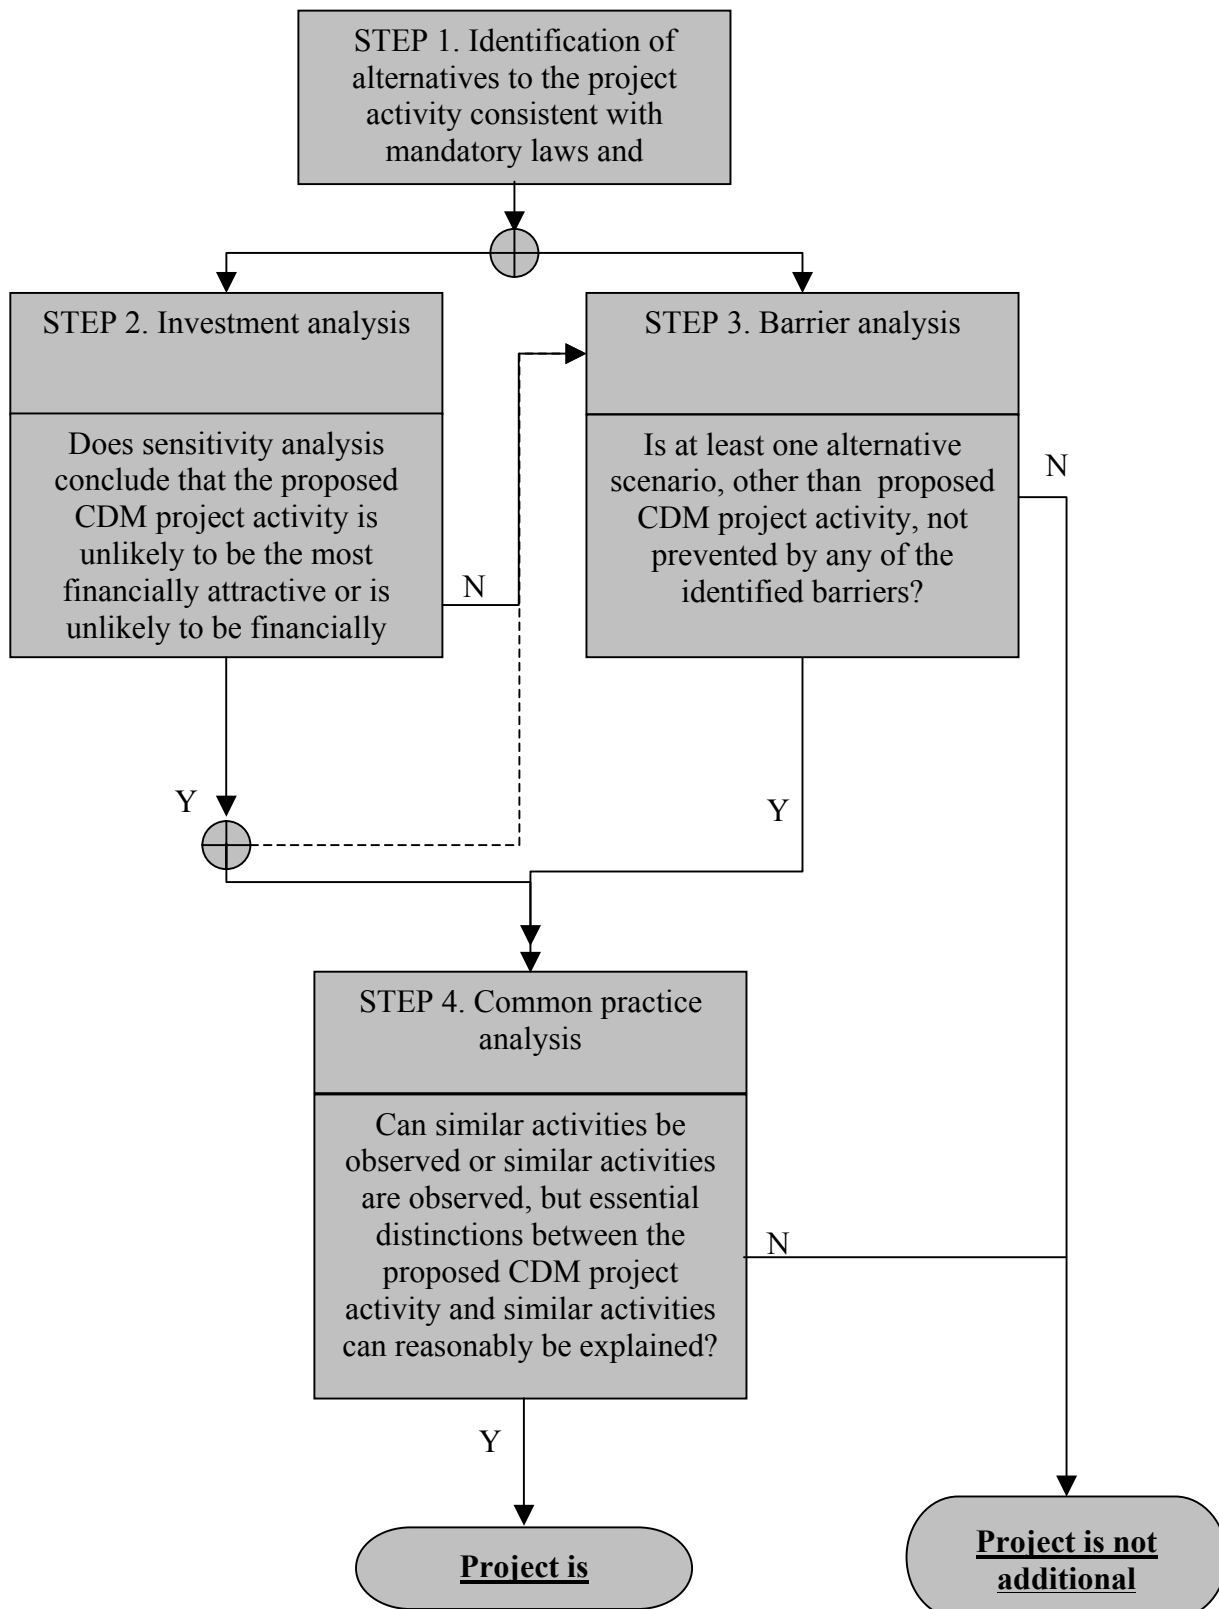 STEP 1. Identification of
alternatives to the project
activity consistent with
mandatory laws and
STEP 2. Investment analysis
Does sensitivity analysis
conclude that the proposed
CDM project activity is
unlikely to be the most
financially attractive or is
unlikely to be financially
N
Y
STEP 3. Barrier analysis
Is at least one alternative
scenario, other than proposed
CDM project activity, not
prevented by any of the
identified barriers?
N
Y
STEP 4. Common practice
analysis
Can similar activities be
observed or similar activities
are observed, but essential
distinctions between the
proposed CDM project
activity and similar activities
can reasonably be explained?
N
Y
Project is
Project is not
additional